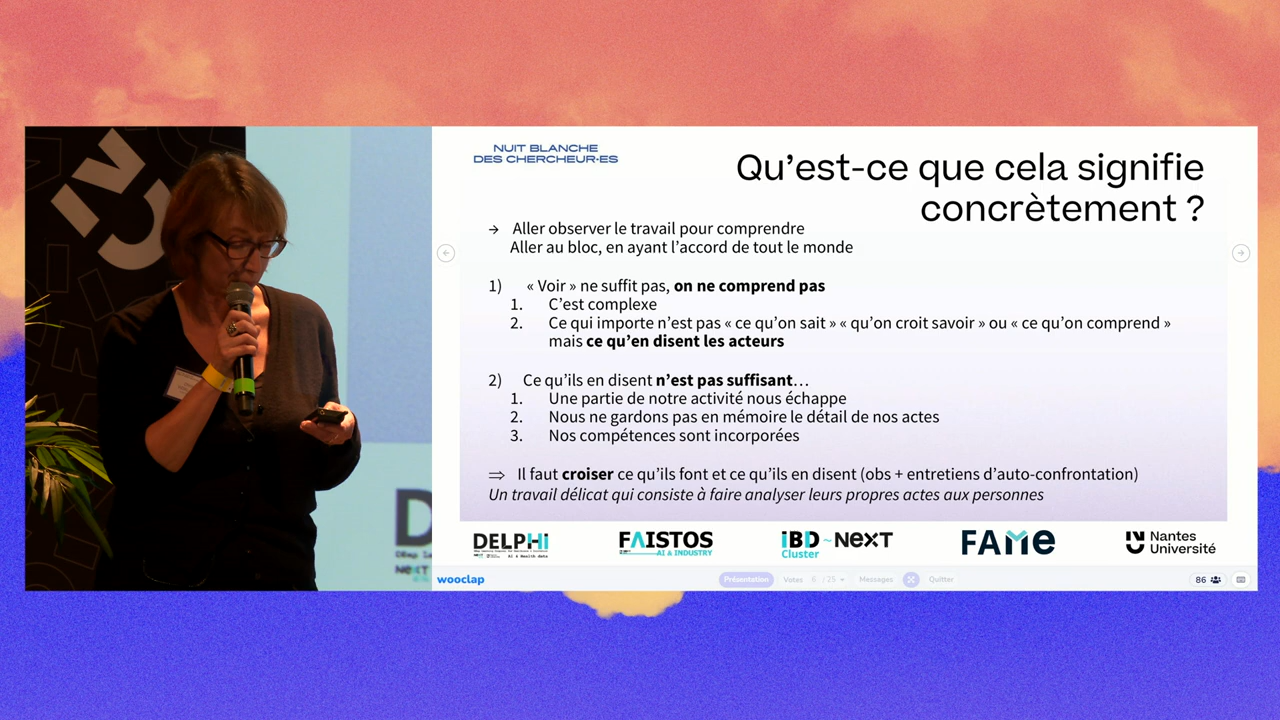 NUIT BLANCHE
DES CHERCHEUR·ES
Qu’est-ce que cela signifie
concrètement ?
→ Aller observer le travail pour comprendre
Aller au bloc, en ayant l’accord de tout le monde
1) « Voir » ne suffit pas, on ne comprend pas
1. C’est complexe
2. Ce qui importe n’est pas « ce qu’on sait » « qu’on croit savoir » ou « ce qu’on comprend »
mais ce qu’en disent les acteurs
2) Ce qu’ils en disent n’est pas suffisant…
1. Une partie de notre activité nous échappe
2. Nous ne gardons pas en mémoire le détail de nos actes
3. Nos compétences sont incorporées
⇒ Il faut croiser ce qu’ils font et ce qu’ils en disent (obs + entretiens d’auto-confrontation)
Un travail délicat qui consiste à faire analyser leurs propres actes aux personnes
DELPHI
AI & Health data
FAISTOS
AI & INDUSTRY
iBD ~ NEXT
Cluster
FAMe
Nantes
Université
wooclap
Présentation Votes 6 / 25 Messages Quitter
86